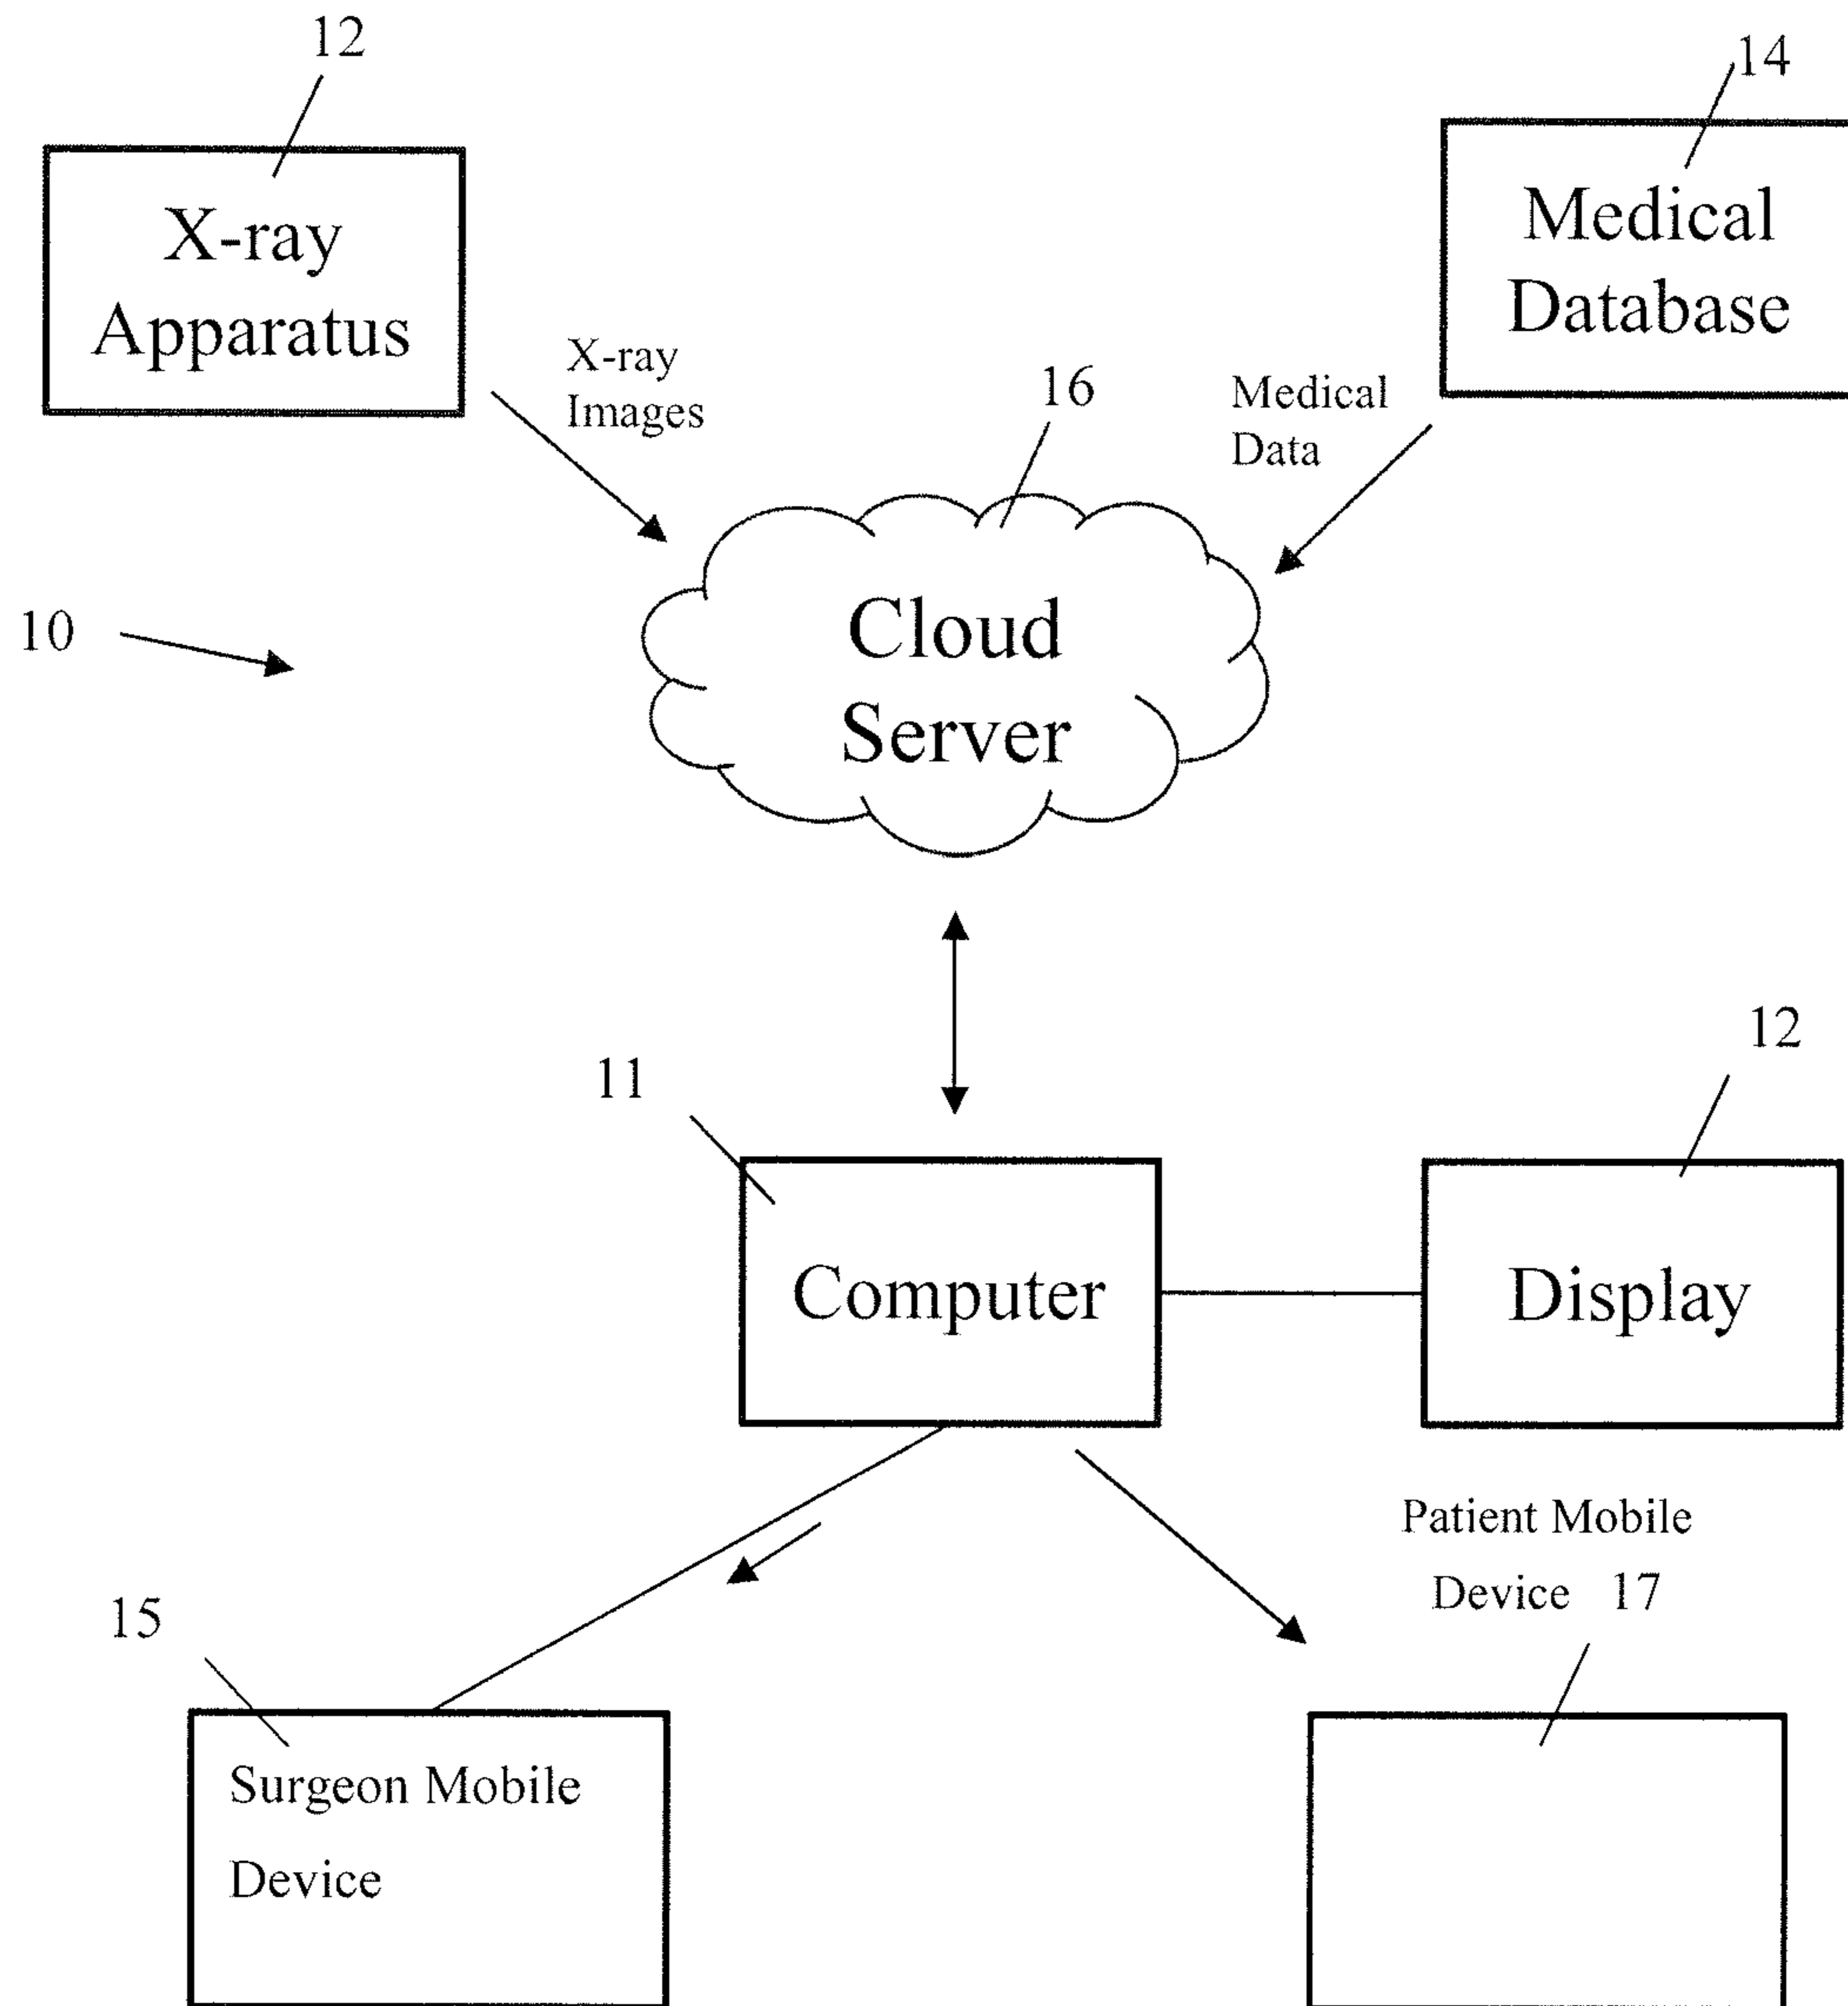 12
14
X-ray
Apparatus
Medical
Database
X-ray
Images
16
Medical
Data
10
Cloud
Server
11
12
Computer
Display
Patient Mobile
Device 17
15
Surgeon Mobile
Device